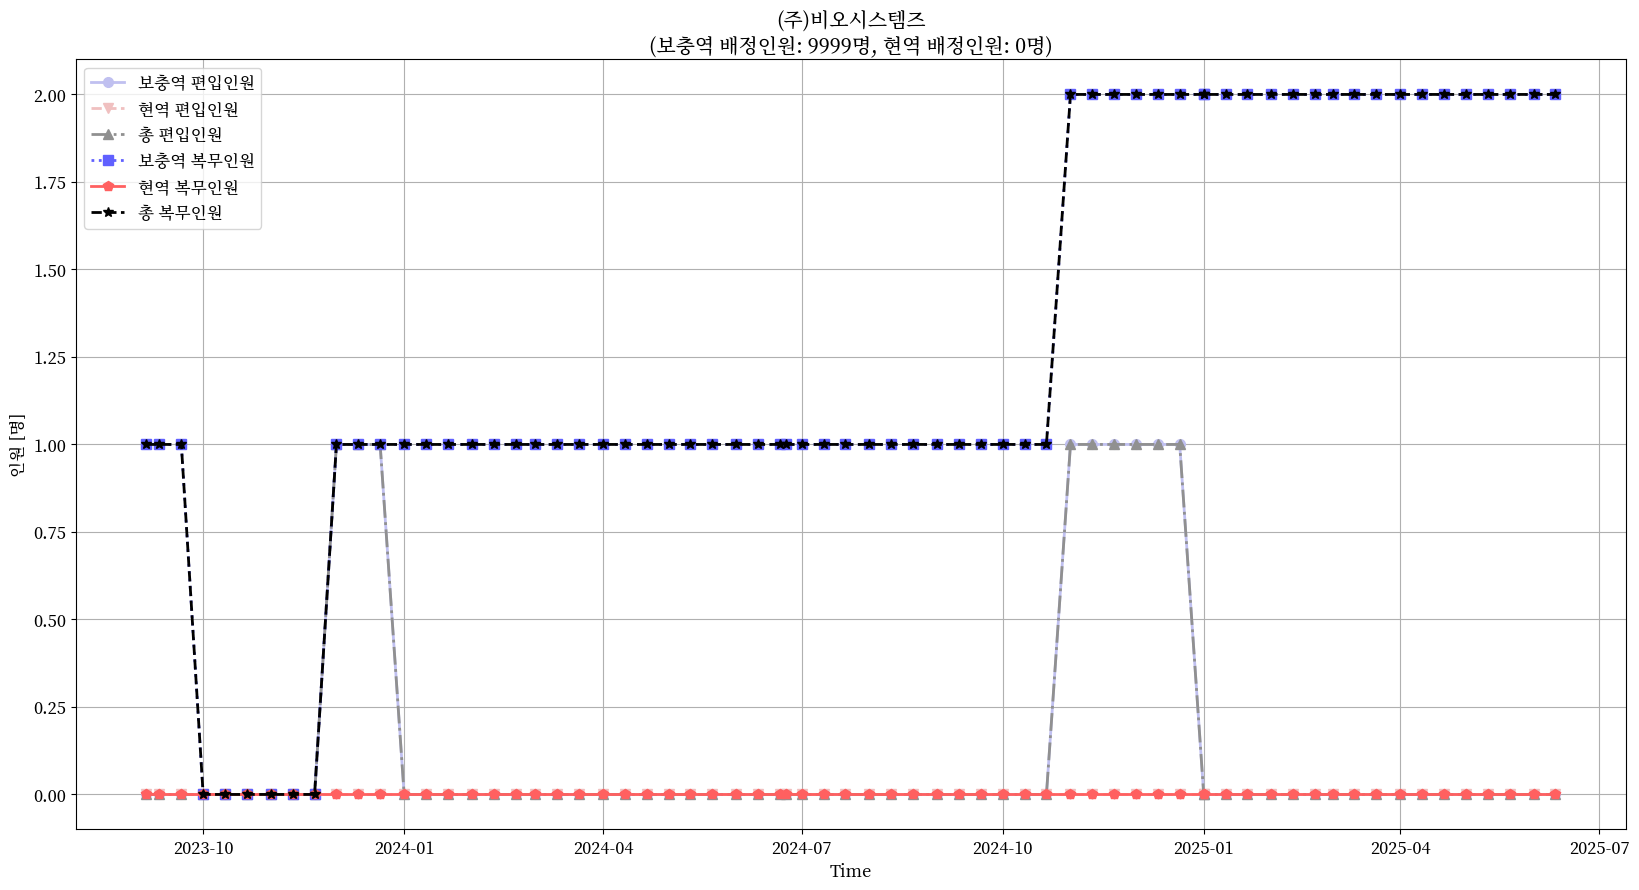 (주)비오시스템즈
(보충역 배정인원: 9999명, 현역 배정인원: 0명)
보충역 편입인원
현역 편입인원
총 편입인원
보충역 복무인원
현역 복무인원
총 복무인원
2.00
1.75
1.50
1.25
1.00
0.75
0.50
0.25
0.00
인원 [명]
2023-10
2024-01
2024-04
2024-07
2024-10
2025-01
2025-04
2025-07
Time